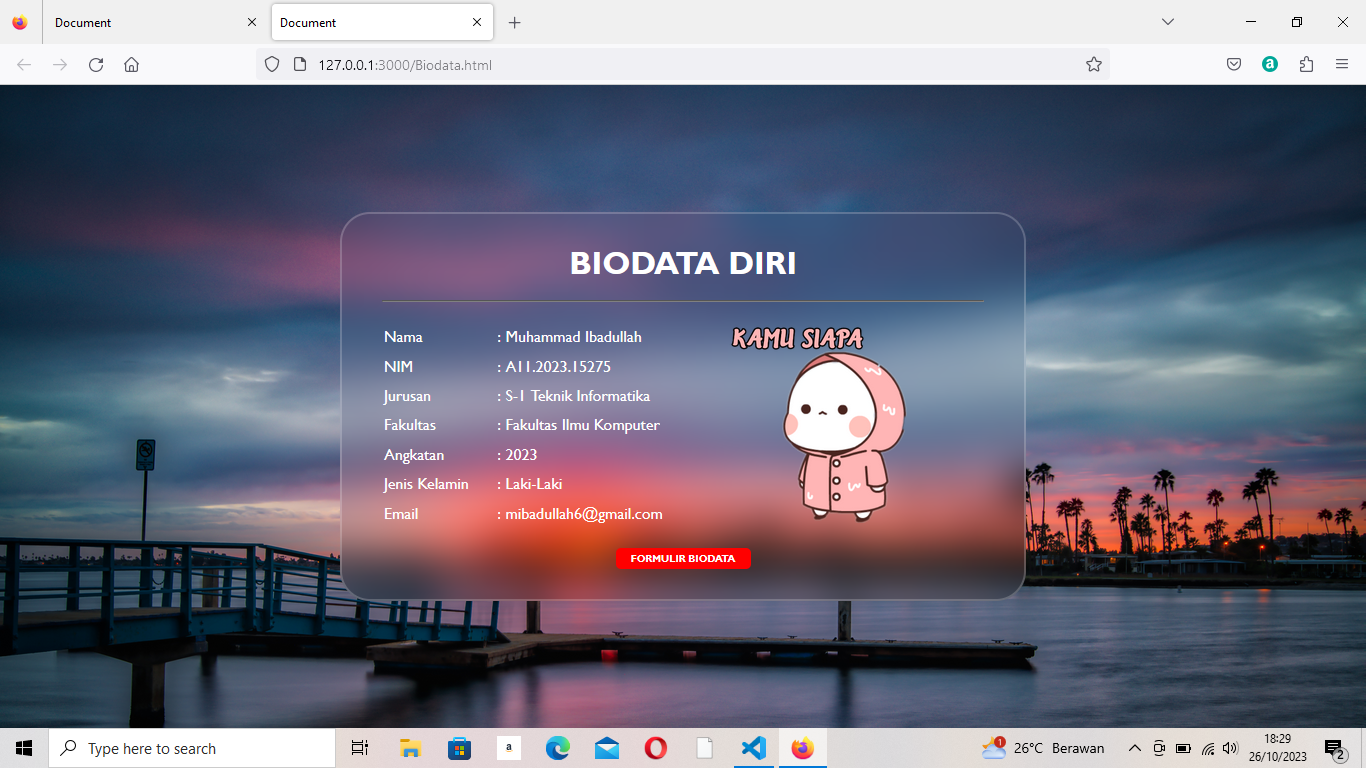 Document
Document
127.0.0.1:3000/Biodata.html
a
BIODATA DIRI
Nama : Muhammad Ibadullah
NIM : A11.2023.15275
Jurusan : S-1 Teknik Informatika
Fakultas : Fakultas Ilmu Komputer
Angkatan : 2023
Jenis Kelamin : Laki-Laki
Email : mibadullah6@gmail.com
KAMU SIAPA
FORMULIR BIODATA
Type here to search
a
1
26°C Berawan
18:29
26/10/2023
2